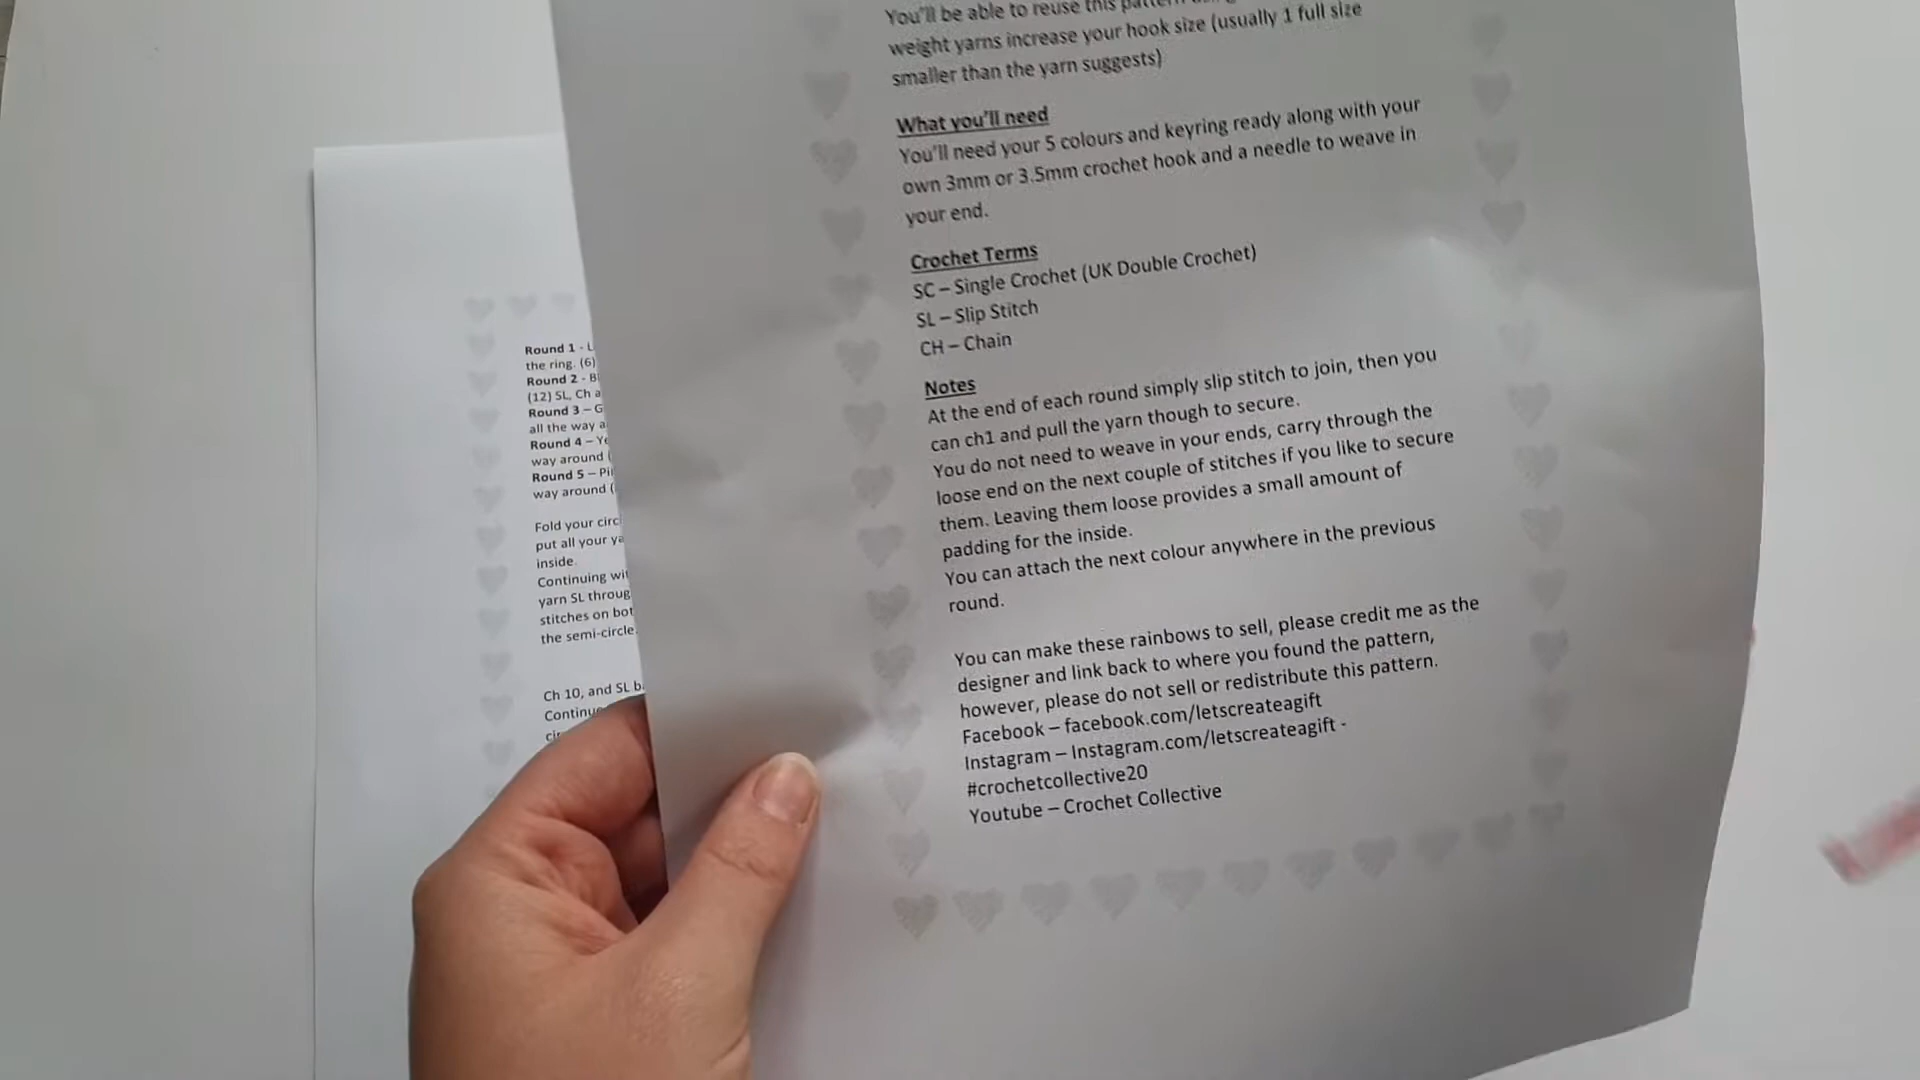 You'll be able to reuse this
weight yarns increase your hook size (usually 1 full size
smaller than the yarn suggests)
What you'll need
You'll need your 5 colours and keyring ready along with your
own 3mm or 3.5mm crochet hook and a needle to weave in
your end.
Crochet Terms
SC – Single Crochet (UK Double Crochet)
SL – Slip Stitch
CH – Chain
Notes
At the end of each round simply slip stitch to join, then you
can ch1 and pull the yarn though to secure.
You do not need to weave in your ends, carry through the
loose end on the next couple of stitches if you like to secure
them. Leaving them loose provides a small amount of
padding for the inside.
You can attach the next colour anywhere in the previous
round.
You can make these rainbows to sell, please credit me as the
designer and link back to where you found the pattern,
however, please do not sell or redistribute this pattern.
Facebook – facebook.com/letscreateagift
Instagram – Instagram.com/letscreateagift -
#crochetcollective20
Youtube – Crochet Collective
Round 1 - L
the ring. (6)
Round 2 - Bl
(12) SL, Ch a
Round 3 – G
all the way a
Round 4 – Ye
way around (
Round 5 – Pi
way around (
Fold your circ
put all your ya
inside.
Continuing wi
yarn SL throug
stitches on bot
the semi-circle.
Ch 10, and SL b
Continue